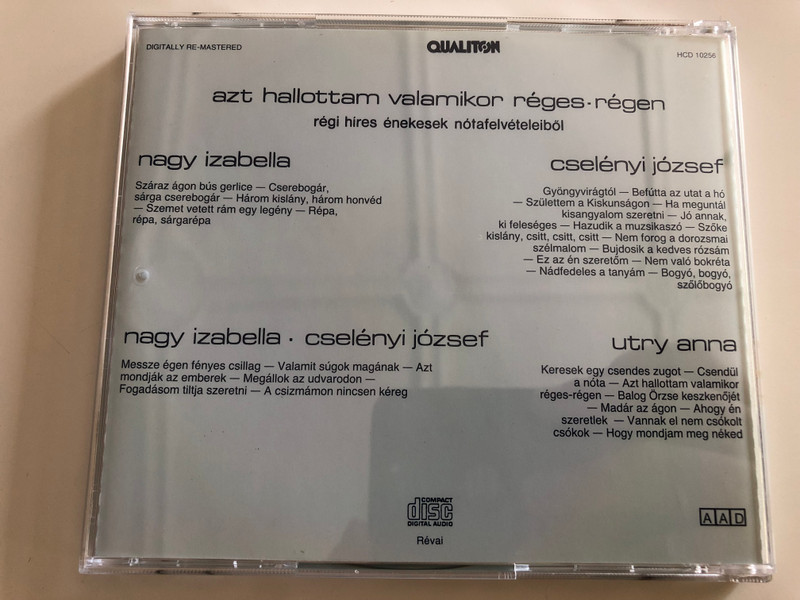 DIGITALLY RE-MASTERED
QUALITON
HCD 10256
azt hallottam valamikor réges-régen
régi híres énekesek nótafelvételeiből
nagy izabella
Száraz ágon bús gerlice — Cserebogár,
sárga cserebogár — Három kislány, három honvéd
— Szemet vetett rám egy legény — Répa,
répa, sárgarépa
cselényi józsef
Gyöngyvirágtól — Befútta az utat a hó
— Születtem a Kiskunságon — Ha meguntál
kisangyalom szeretni — Jó annak,
ki feleséges — Hazudik a muzsikaszó — Szőke
kislány, csitt, csitt, csitt — Nem forog a dorozsmai
szélmalom — Bujdosik a kedves rózsám
— Ez az én szeretőm — Nem való bokréta
— Nádfedeles a tanyám — Bogyó, bogyó,
szőlőbogyó
nagy izabella · cselényi józsef
Messze égen fényes csillag — Valamit súgok magának — Azt
mondják az emberek — Megállok az udvarodon —
Fogadásom tiltja szeretni — A csizmámon nincsen kéreg
utry anna
Keresek egy csendes zugot — Csendül
a nóta — Azt hallottam valamikor
réges-régen — Balog Örzse keszkenőjét
— Madár az ágon — Ahogy én
szeretlek — Vannak el nem csókolt
csókok — Hogy mondjam meg néked
COMPACT
disc
DIGITAL AUDIO
Révai
AAD